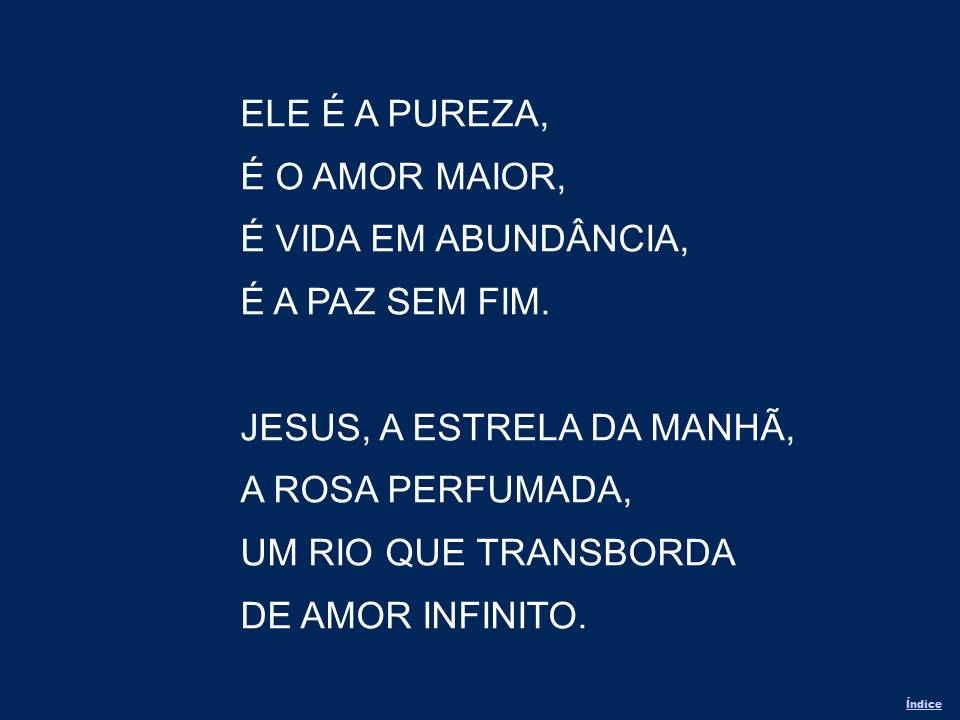 ELE É A PUREZA,
É O AMOR MAIOR,
É VIDA EM ABUNDÂNCIA,
É A PAZ SEM FIM.
JESUS, A ESTRELA DA MANHÃ,
A ROSA PERFUMADA,
UM RIO QUE TRANSBORDA
DE AMOR INFINITO.
Índice